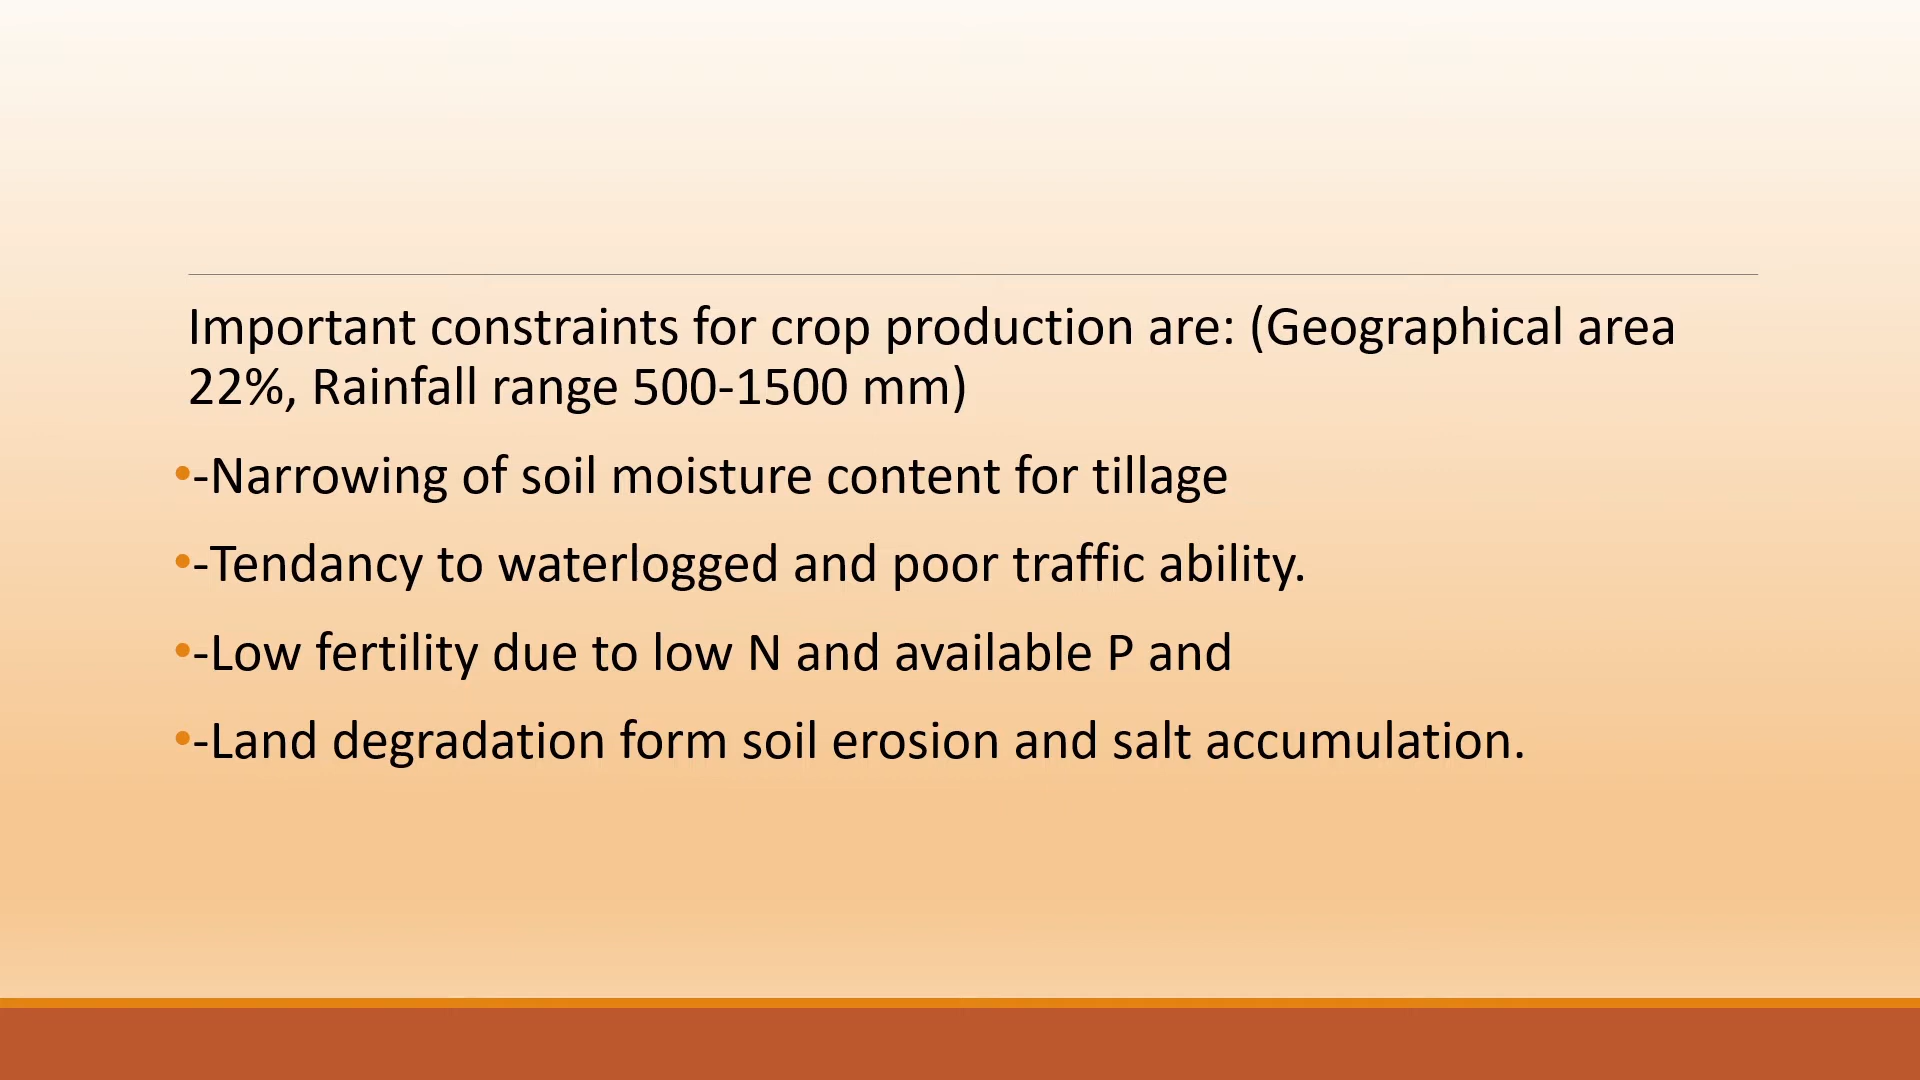 Important constraints for crop production are: (Geographical area
22%, Rainfall range 500-1500 mm)
•-Narrowing of soil moisture content for tillage
•-Tendancy to waterlogged and poor traffic ability.
•-Low fertility due to low N and available P and
•-Land degradation form soil erosion and salt accumulation.